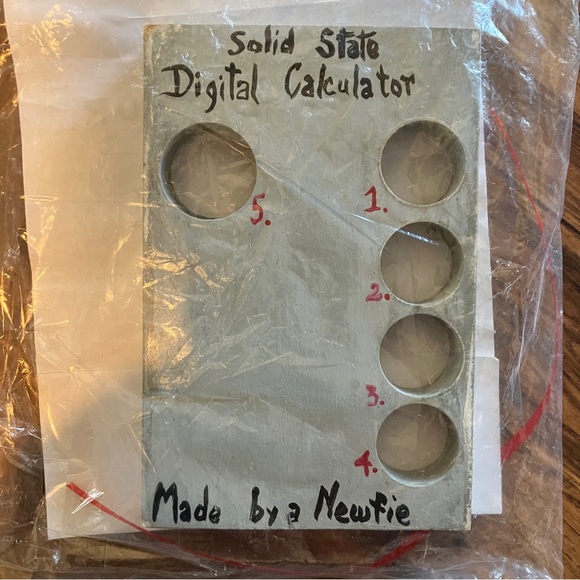 Solid State
Digital Calculator
5.
1.
2.
3.
4.
Made by a Newfie